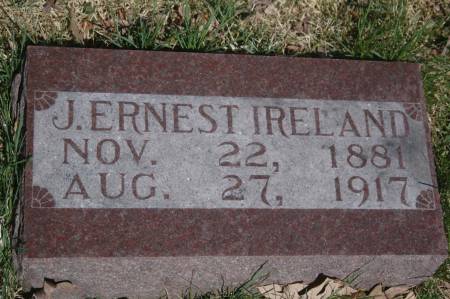 J. ERNEST IRELAND
NOV. 22, 1881
AUG. 27, 1917